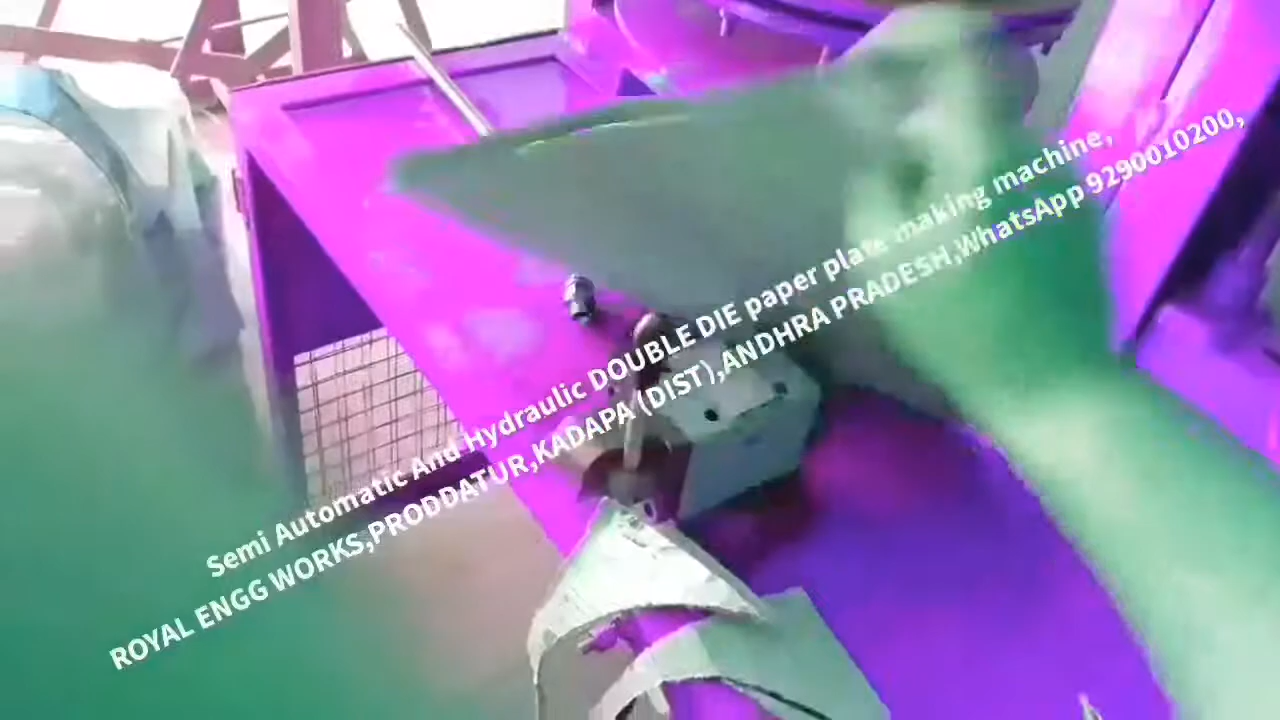 Semi Automatic And Hydraulic DOUBLE DIE paper plate making machine,
ROYAL ENGG WORKS,PRODDATUR,KADAPA (DIST),ANDHRA PRADESH,WhatsApp 9290010200,